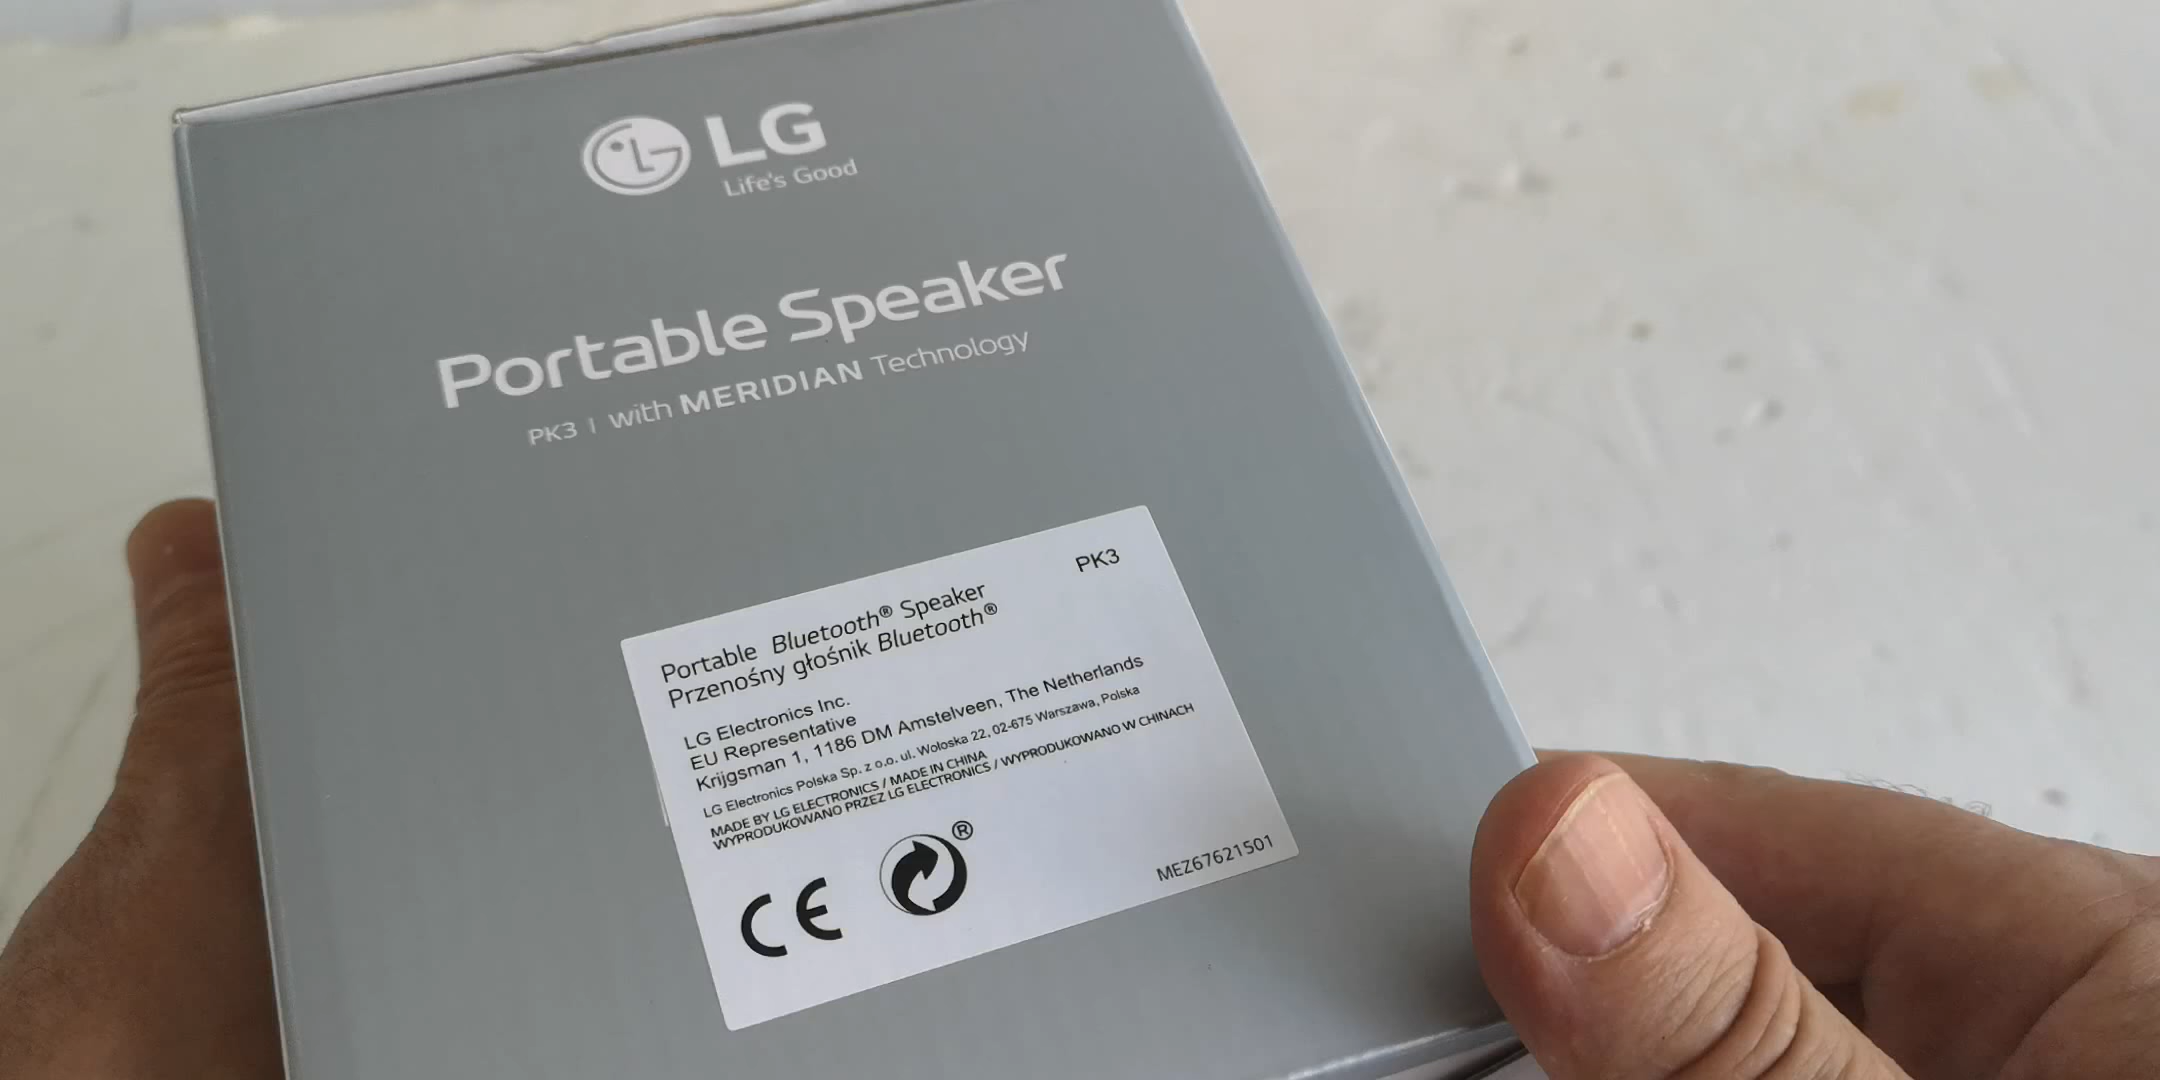 LG
Life's Good
Portable Speaker
PK3 | with MERIDIAN Technology
PK3
Portable Bluetooth® Speaker
Przenośny głośnik Bluetooth®
LG Electronics Inc.
EU Representative
Krijgsman 1, 1186 DM Amstelveen, The Netherlands
LG Electronics Polska Sp. z o.o. ul. Wołoska 22, 02-675 Warszawa, Polska
MADE BY LG ELECTRONICS / MADE IN CHINA
WYPRODUKOWANO PRZEZ LG ELECTRONICS / WYPRODUKOWANO W CHINACH
CE ®
MEZ67621501